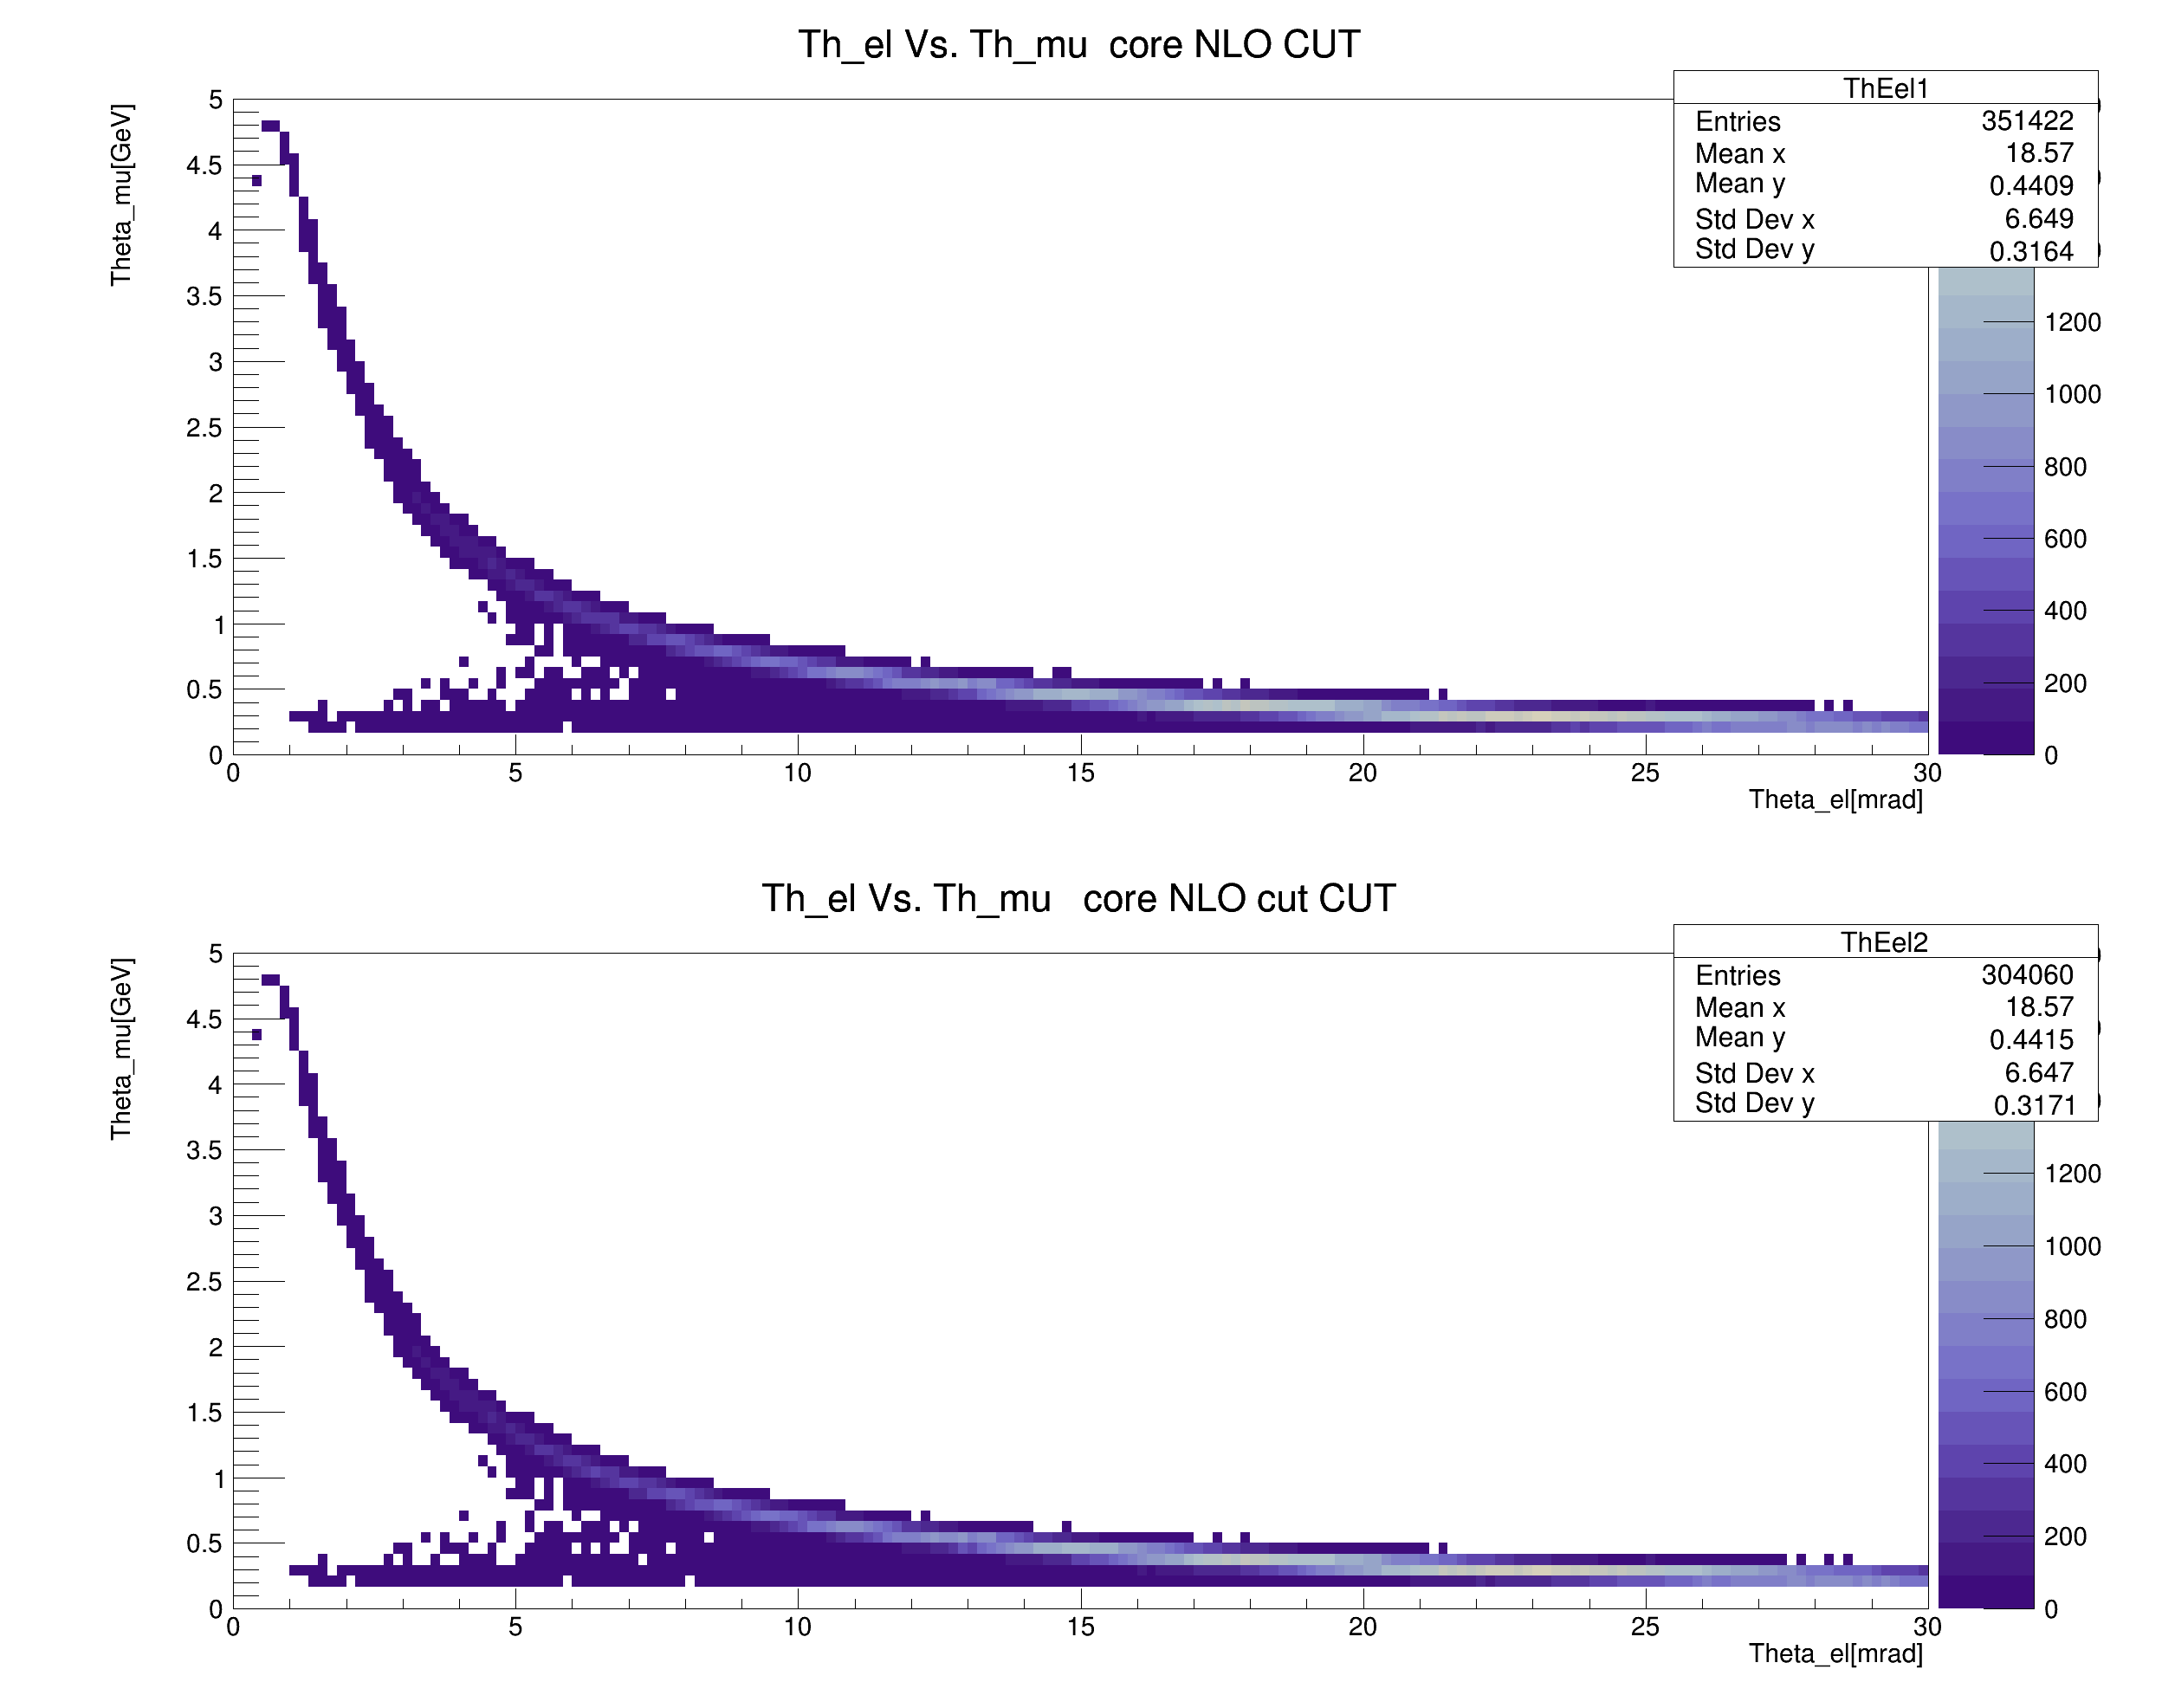 Th_el Vs. Th_mu  core NLO CUT
ThEel1
Entries 351422
Mean x 18.57
Mean y 0.4409
Std Dev x 6.649
Std Dev y 0.3164
Theta_mu[GeV]
5
4.5
4
3.5
3
2.5
2
1.5
1
0.5
0
0 5 10 15 20 25 30
Theta_el[mrad]
1200
1000
800
600
400
200
0
Th_el Vs. Th_mu   core NLO cut CUT
ThEel2
Entries 304060
Mean x 18.57
Mean y 0.4415
Std Dev x 6.647
Std Dev y 0.3171
Theta_mu[GeV]
5
4.5
4
3.5
3
2.5
2
1.5
1
0.5
0
0 5 10 15 20 25 30
Theta_el[mrad]
1200
1000
800
600
400
200
0